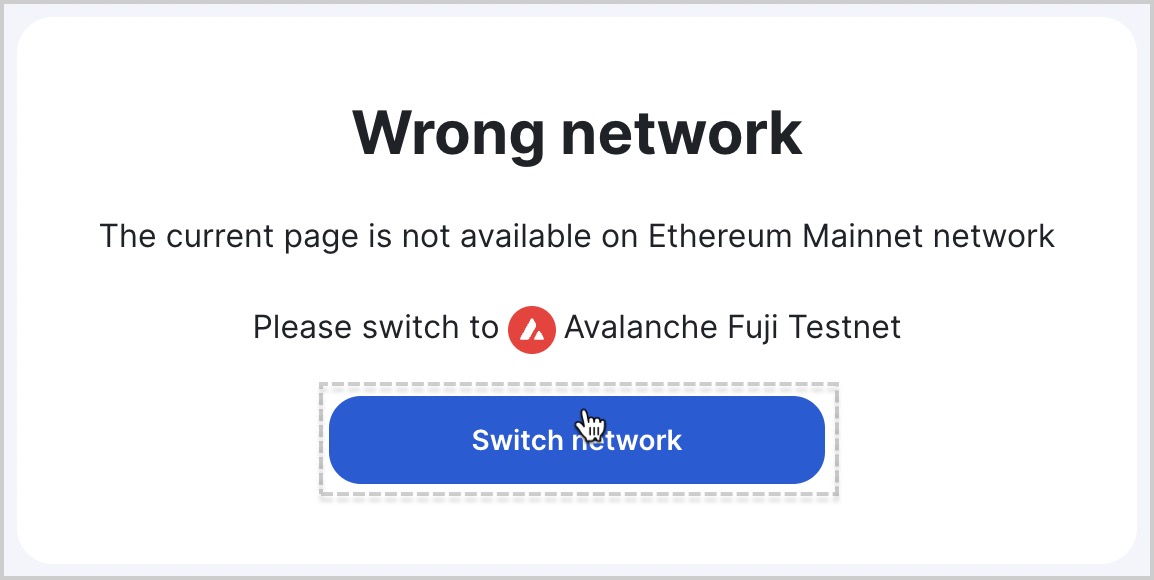 Wrong network
The current page is not available on Ethereum Mainnet network
Please switch to Avalanche Fuji Testnet
Switch network